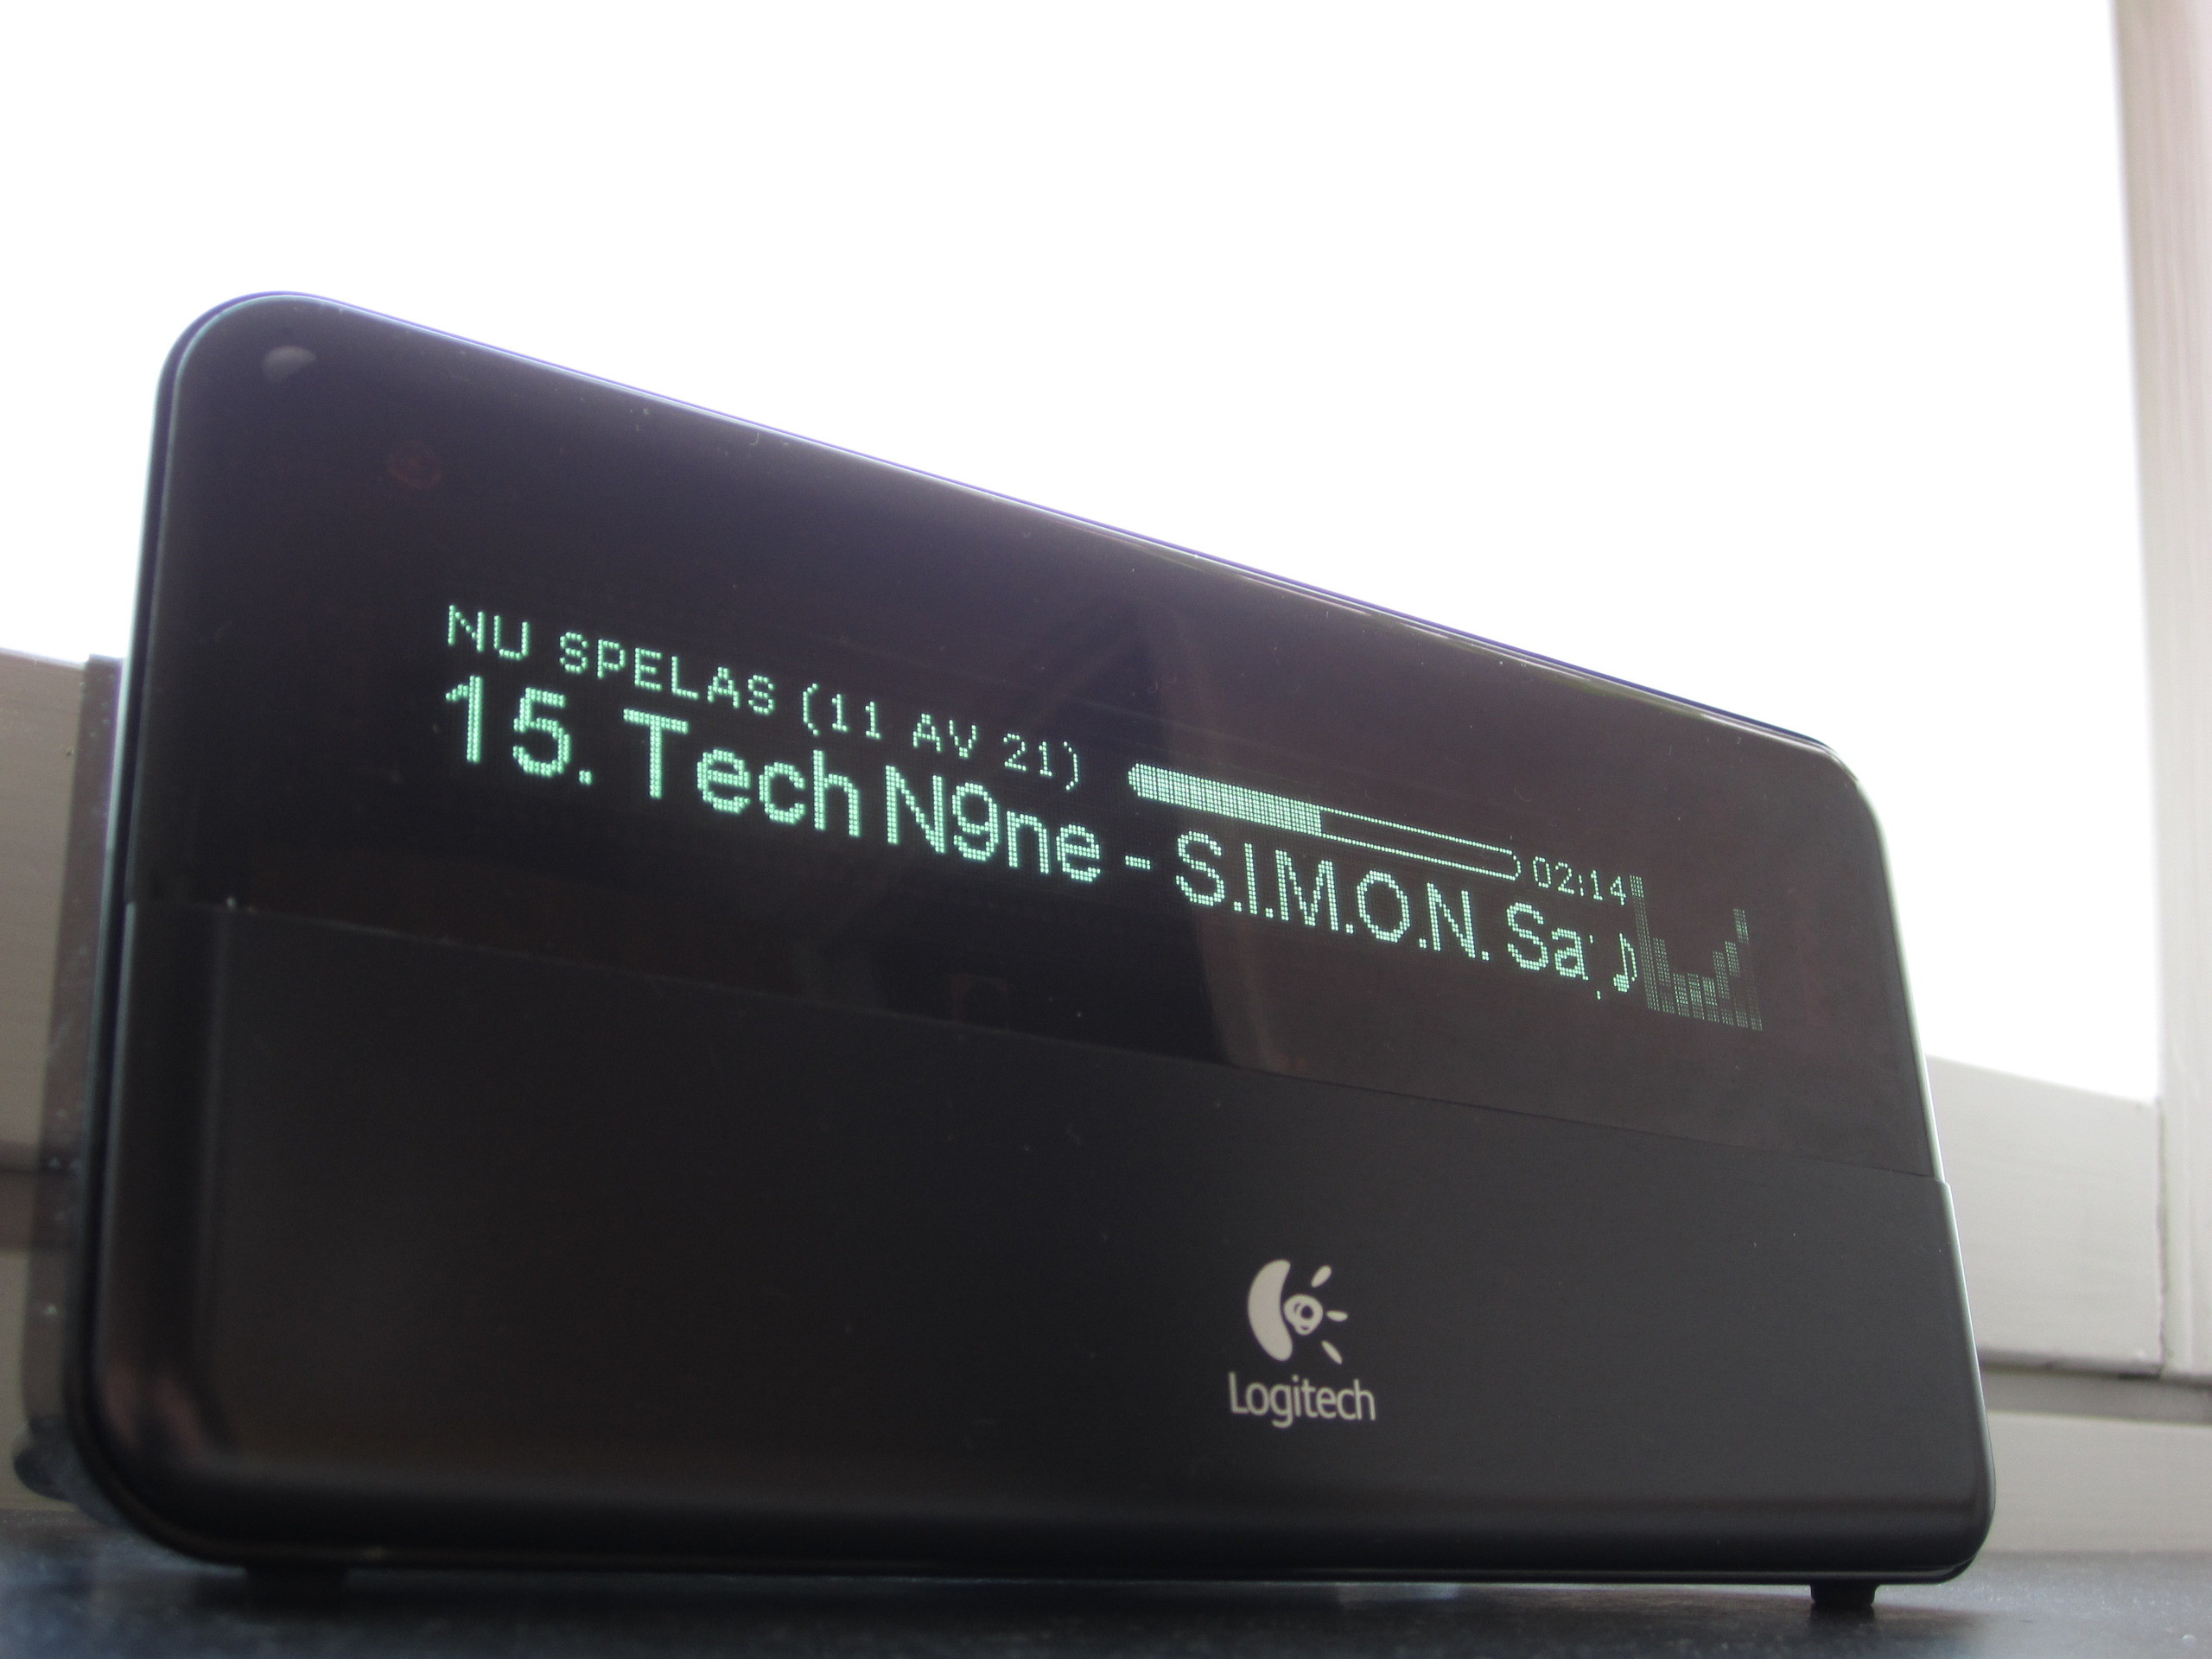 NU SPELAS (11 AV 21) 02:14
15. Tech N9ne - S.I.M.O.N. Sa
Logitech